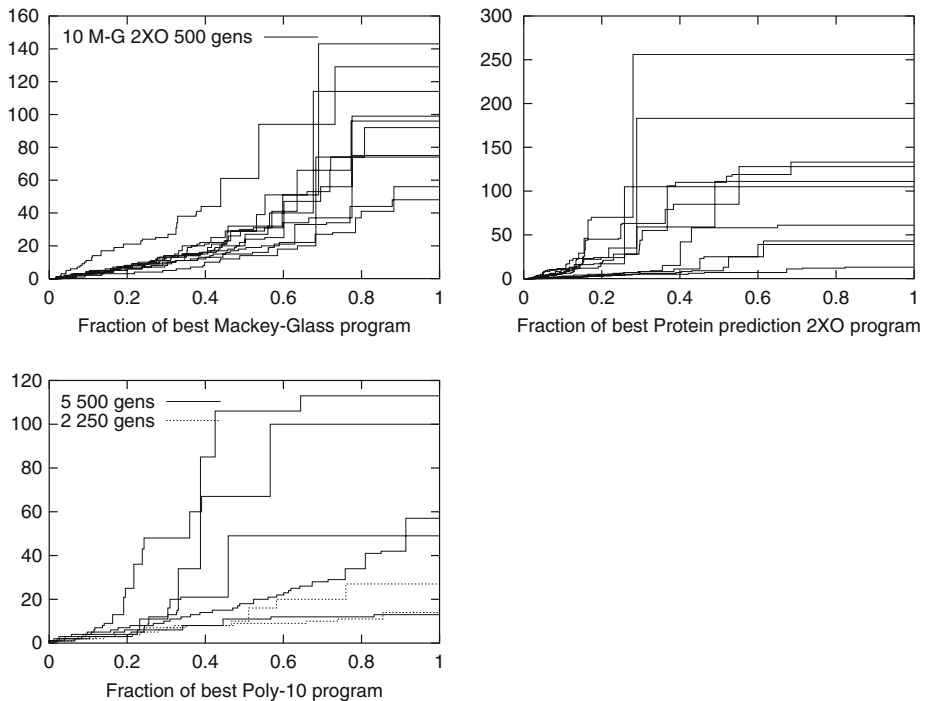 160
140
120
100
80
60
40
20
0
10 M-G 2XO 500 gens
0 0.2 0.4 0.6 0.8 1
Fraction of best Mackey-Glass program
300
250
200
150
100
50
0
0 0.2 0.4 0.6 0.8 1
Fraction of best Protein prediction 2XO program
120
100
80
60
40
20
0
5 500 gens
2 250 gens
0 0.2 0.4 0.6 0.8 1
Fraction of best Poly-10 program